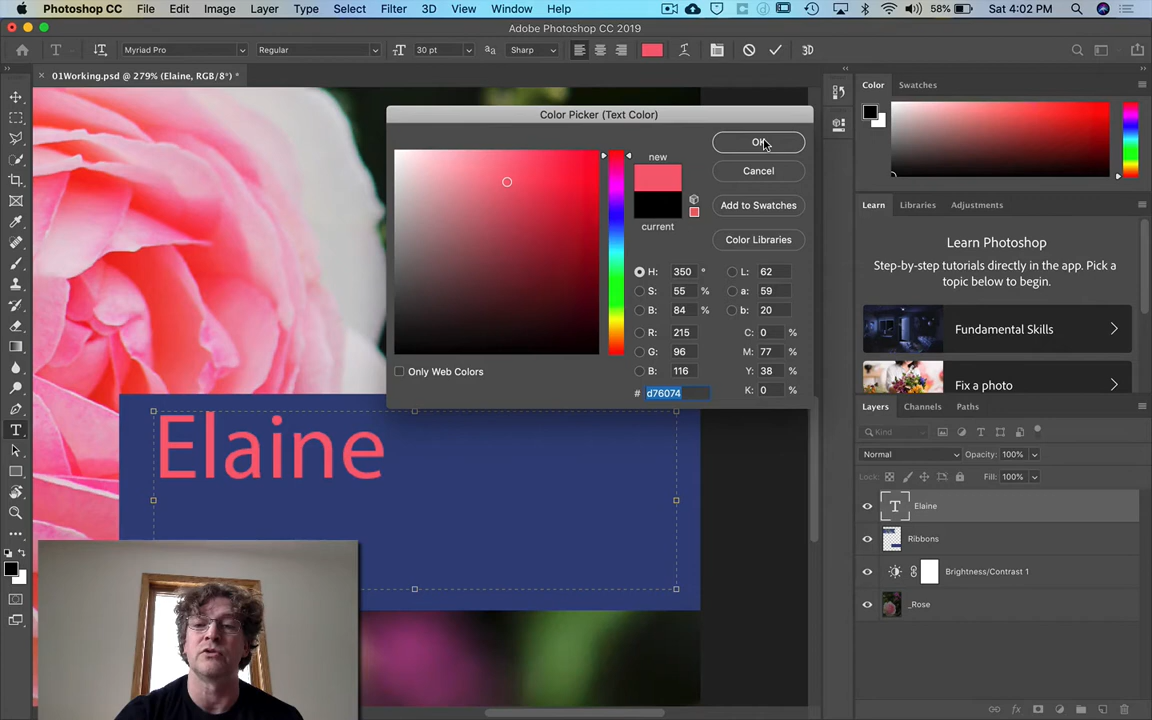 Photoshop CC File Edit Image Layer Type Select Filter 3D View Window Help 58% Sat 4:02 PM
Adobe Photoshop CC 2019
Myriad Pro Regular 30 pt Sharp 3D
01Working.psd @ 279% (Elaine, RGB/8*) *
Color Picker (Text Color)
new
current
OK
Cancel
Add to Swatches
Color Libraries
H: 350 °
S: 55 %
B: 84 %
R: 215
G: 96
B: 116
# d76074
L: 62
a: 59
b: 20
C: 0 %
M: 77 %
Y: 38 %
K: 0 %
Only Web Colors
Elaine
Color Swatches
Learn Libraries Adjustments
Learn Photoshop
Step-by-step tutorials directly in the app. Pick a
topic below to begin.
Fundamental Skills
Fix a photo
Layers Channels Paths
Kind
Normal Opacity: 100%
Lock: Fill: 100%
Elaine
Ribbons
Brightness/Contrast 1
_Rose